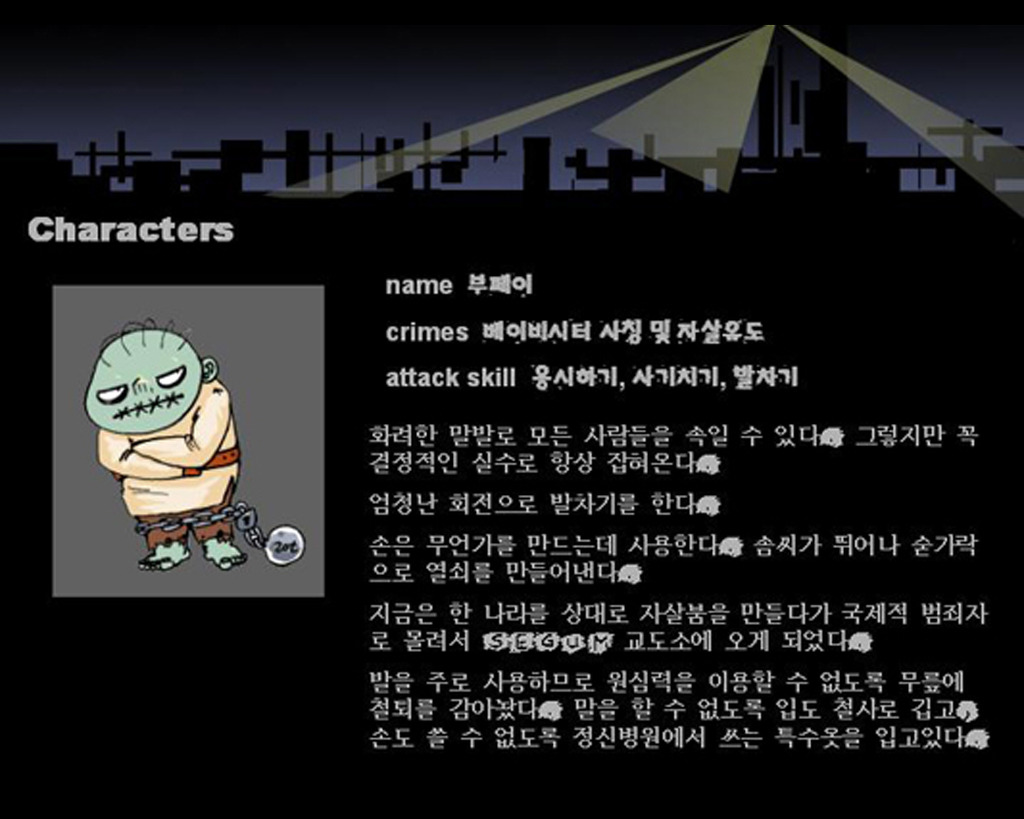 Characters
name 부페이
crimes 베이비시터 사칭 및 자살유도
attack skill 응시하기, 사기치기, 발차기
화려한 말발로 모든 사람들을 속일 수 있다 그렇지만 꼭
결정적인 실수로 항상 잡혀온다
엄청난 회전으로 발차기를 한다
손은 무언가를 만드는데 사용한다 솜씨가 뛰어나 숟가락
으로 열쇠를 만들어낸다
지금은 한 나라를 상대로 자살붐을 만들다가 국제적 범죄자
로 몰려서 교도소에 오게 되었다
발을 주로 사용하므로 원심력을 이용할 수 없도록 무릎에
철퇴를 감아놨다 말을 할 수 없도록 입도 철사로 깁고
손도 쓸 수 없도록 정신병원에서 쓰는 특수옷을 입고있다